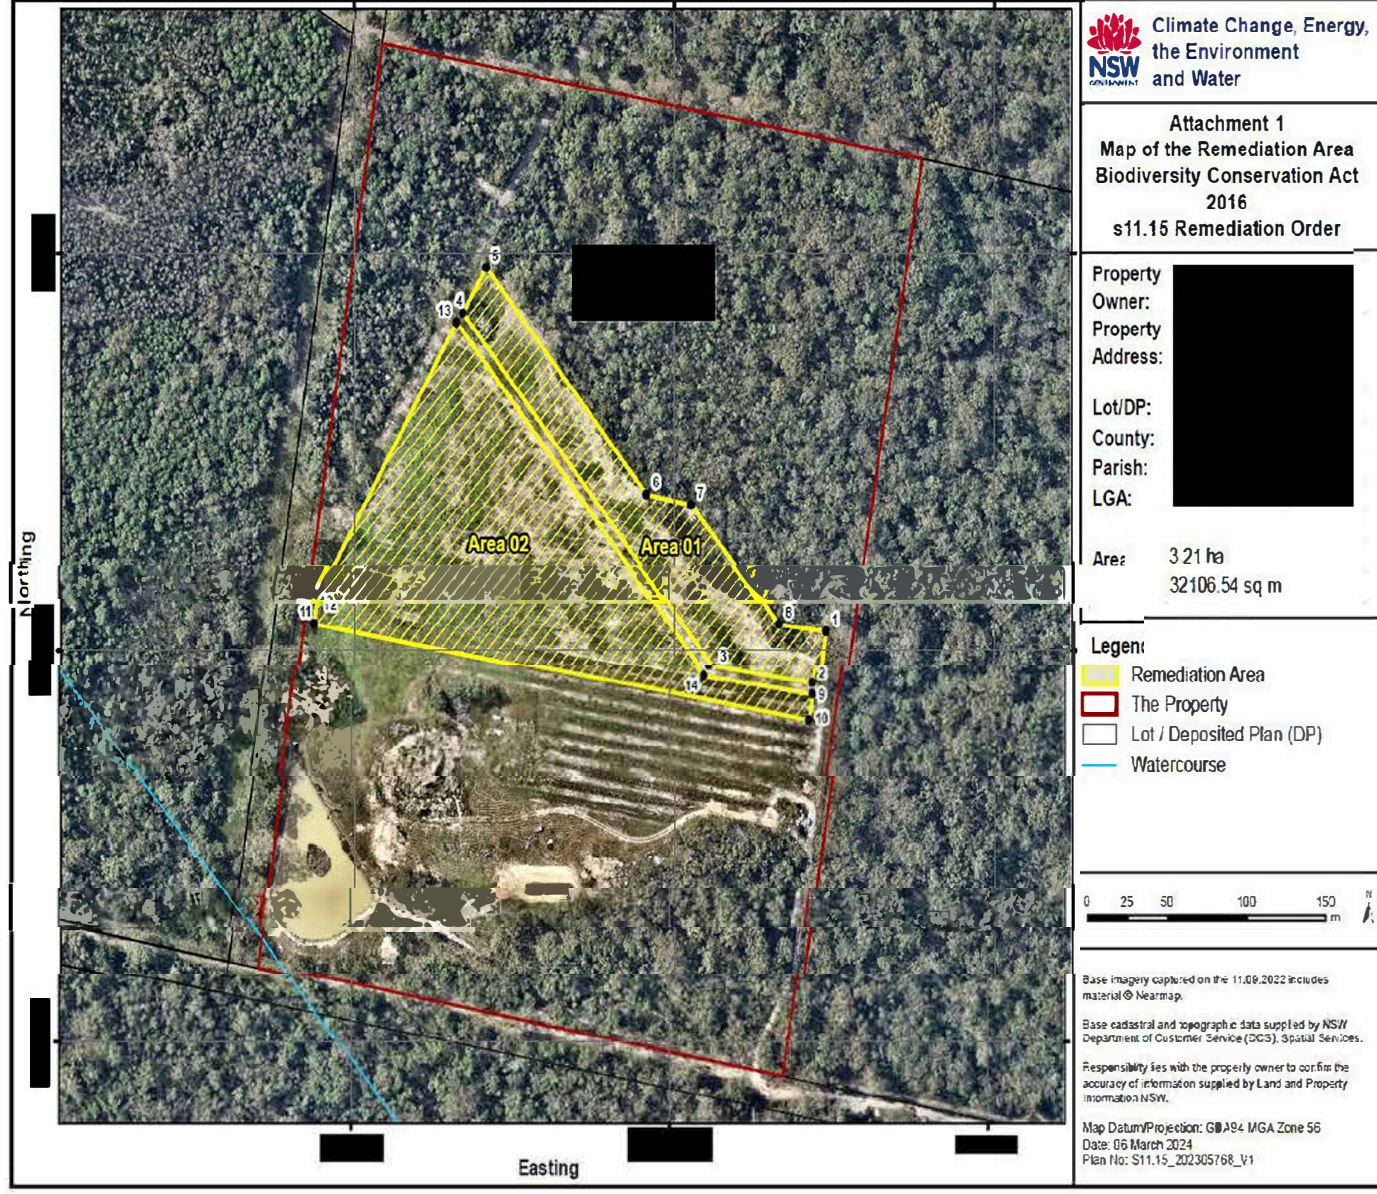 Climate Change, Energy,
the Environment
and Water
NSW
GOVERNMENT
Attachment 1
Map of the Remediation Area
Biodiversity Conservation Act
2016
s11.15 Remediation Order
Property
Owner:
Property
Address:
Lot/DP:
County:
Parish:
LGA:
Area 3.21 ha
32106.54 sq m
Legend
Remediation Area
The Property
Lot / Deposited Plan (DP)
Watercourse
0 25 50 100 150
m
N
Base imagery captured on the 11.09.2022 includes
material © Nearmap.
Base cadastral and topographic data supplied by NSW
Department of Customer Service (DCS), Spatial Services.
Responsibility lies with the property owner to confirm the
accuracy of information supplied by Land and Property
Information NSW.
Map Datum/Projection: GDA94 MGA Zone 56
Date: 06 March 2024
Plan No: S11.15_202305768_V1
5
4
13
6
7
Area 02
Area 01
12
11
8
1
3
2
14
9
10
Northing
Easting